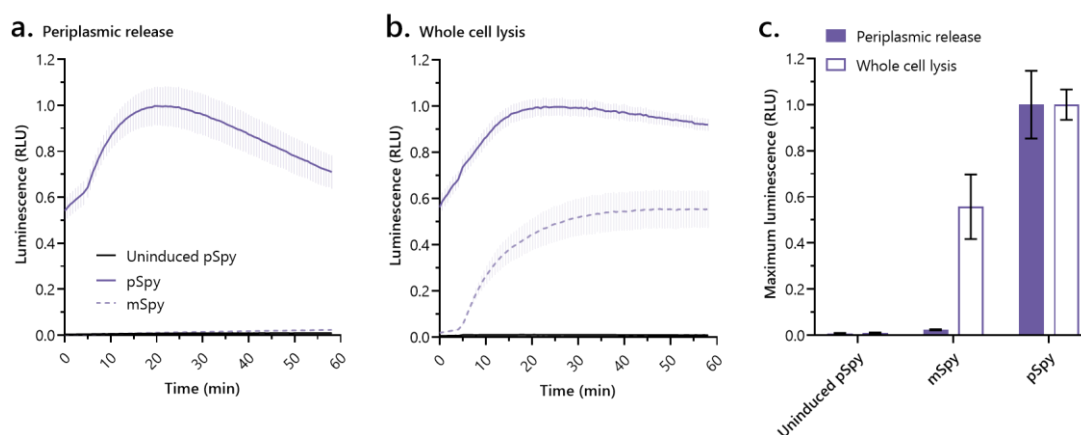 a. Periplasmic release
1.2
1.0
0.8
0.6
0.4
0.2
0.0
Luminescence (RLU)
Uninduced pSpy
pSpy
mSpy
0
10
20
30
40
50
60
Time (min)
b. Whole cell lysis
1.2
1.0
0.8
0.6
0.4
0.2
0.0
Luminescence (RLU)
0
10
20
30
40
50
60
Time (min)
c.
Periplasmic release
Whole cell lysis
1.2
1.0
0.8
0.6
0.4
0.2
0.0
Maximum luminescence (RLU)
Uninduced pSpy
mSpy
pSpy